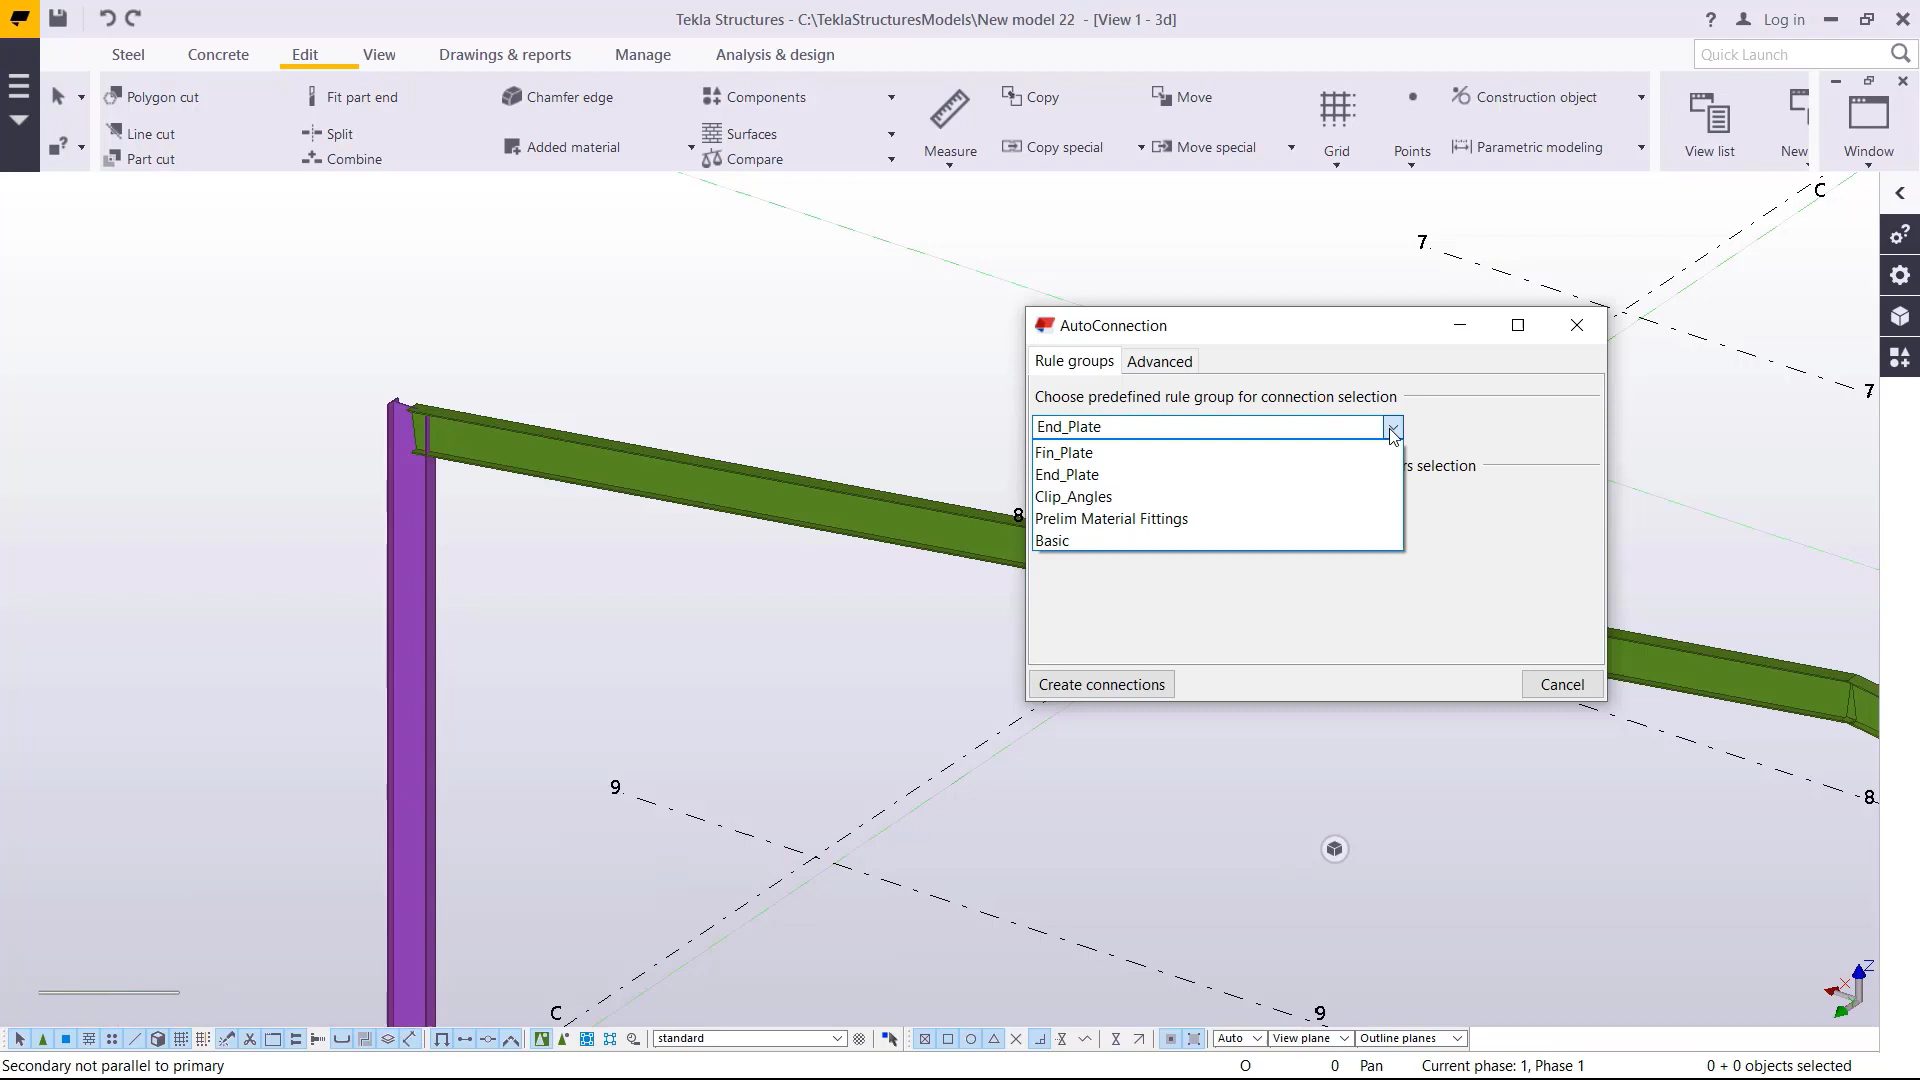 Tekla Structures - C:\TeklaStructuresModels\New model 22 - [View 1 - 3d]
? Log in
Steel Concrete Edit View Drawings & reports Manage Analysis & design
Quick Launch
Polygon cut
Line cut
Part cut
Fit part end
Split
Combine
Chamfer edge
Added material
Components
Surfaces
Compare
Measure
Copy
Copy special
Move
Move special
Grid
Points
Construction object
Parametric modeling
View list
New
Window
C
7
7
AutoConnection
Rule groups Advanced
Choose predefined rule group for connection selection
End_Plate
Fin_Plate
rs selection
End_Plate
Clip_Angles
Prelim Material Fittings
Basic
Create connections Cancel
8
9
8
C
9
Z
X
standard
Auto View plane Outline planes
Secondary not parallel to primary O 0 Pan Current phase: 1, Phase 1 0 + 0 objects selected